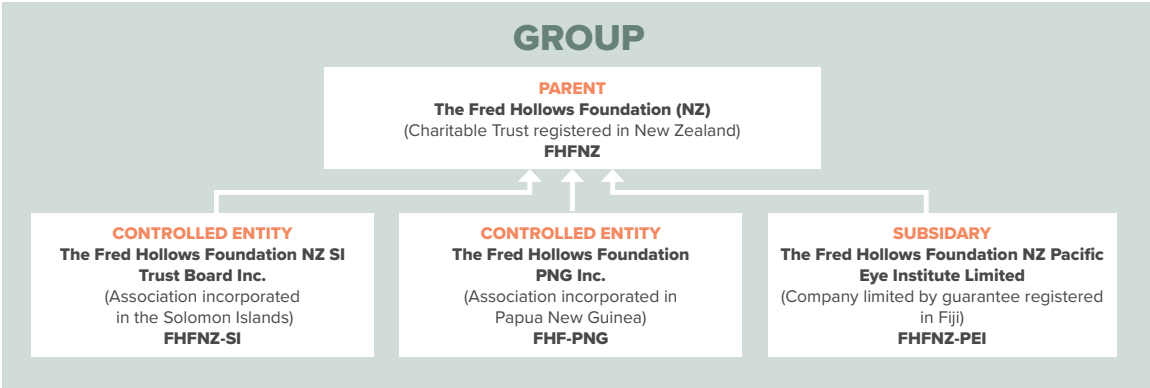 GROUP
PARENT
The Fred Hollows Foundation (NZ)
(Charitable Trust registered in New Zealand)
FHFNZ
CONTROLLED ENTITY
The Fred Hollows Foundation NZ SI
Trust Board Inc.
(Association incorporated
in the Solomon Islands)
FHFNZ-SI
CONTROLLED ENTITY
The Fred Hollows Foundation
PNG Inc.
(Association incorporated in
Papua New Guinea)
FHF-PNG
SUBSIDARY
The Fred Hollows Foundation NZ Pacific
Eye Institute Limited
(Company limited by guarantee registered
in Fiji)
FHFNZ-PEI